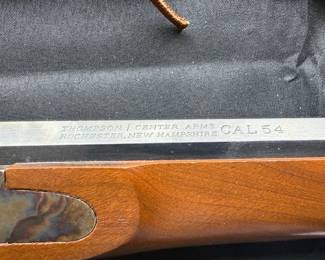 THOMPSON / CENTER ARMS
ROCHESTER, NEW HAMPSHIRE CAL 54